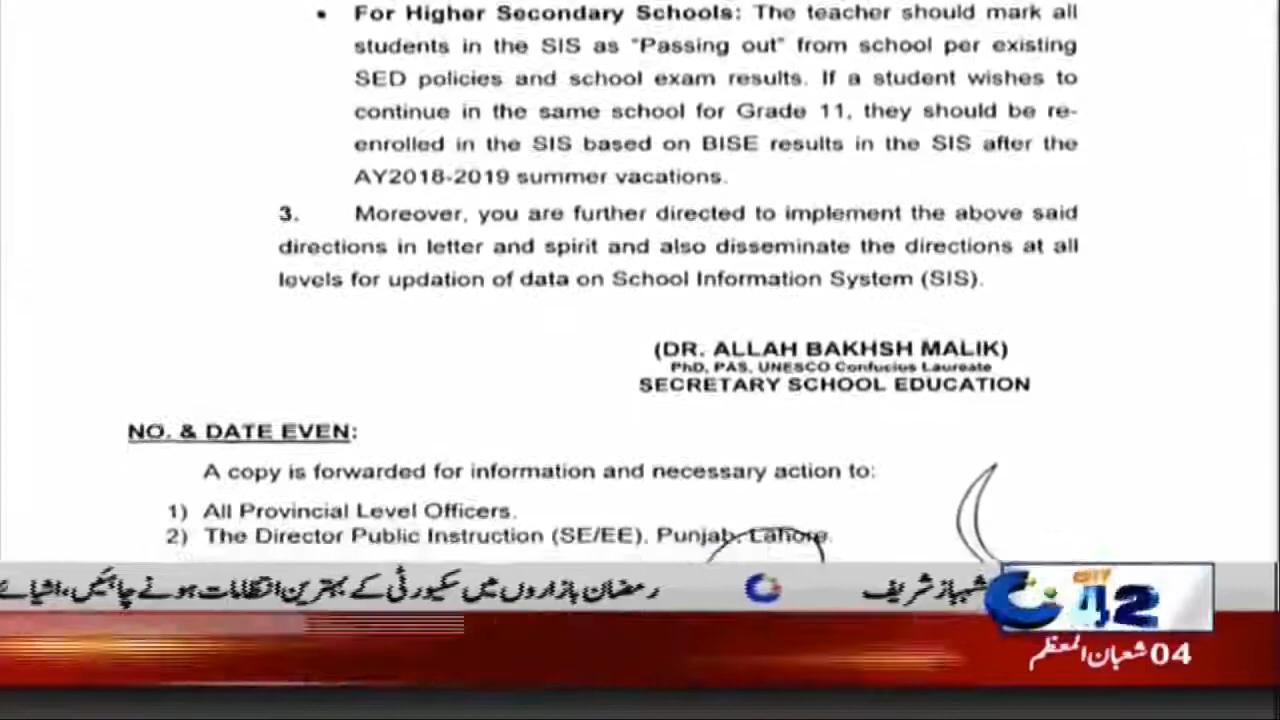 • For Higher Secondary Schools: The teacher should mark all
students in the SIS as "Passing out" from school per existing
SED policies and school exam results. If a student wishes to
continue in the same school for Grade 11, they should be re-
enrolled in the SIS based on BISE results in the SIS after the
AY2018-2019 summer vacations.
3. Moreover, you are further directed to implement the above said
directions in letter and spirit and also disseminate the directions at all
levels for updation of data on School Information System (SIS).
(DR. ALLAH BAKHSH MALIK)
PhD, PAS, UNESCO Confucius Laureate
SECRETARY SCHOOL EDUCATION
NO. & DATE EVEN:
A copy is forwarded for information and necessary action to:
1) All Provincial Level Officers.
2) The Director Public Instruction (SE/EE), Punjab, Lahore.
شہباز شریف رمضان بازاروں میں سکیورٹی کے بہترین انتظامات ہونے چاہئیں، اشیائے
CITY 42
04 شعبان المعظم